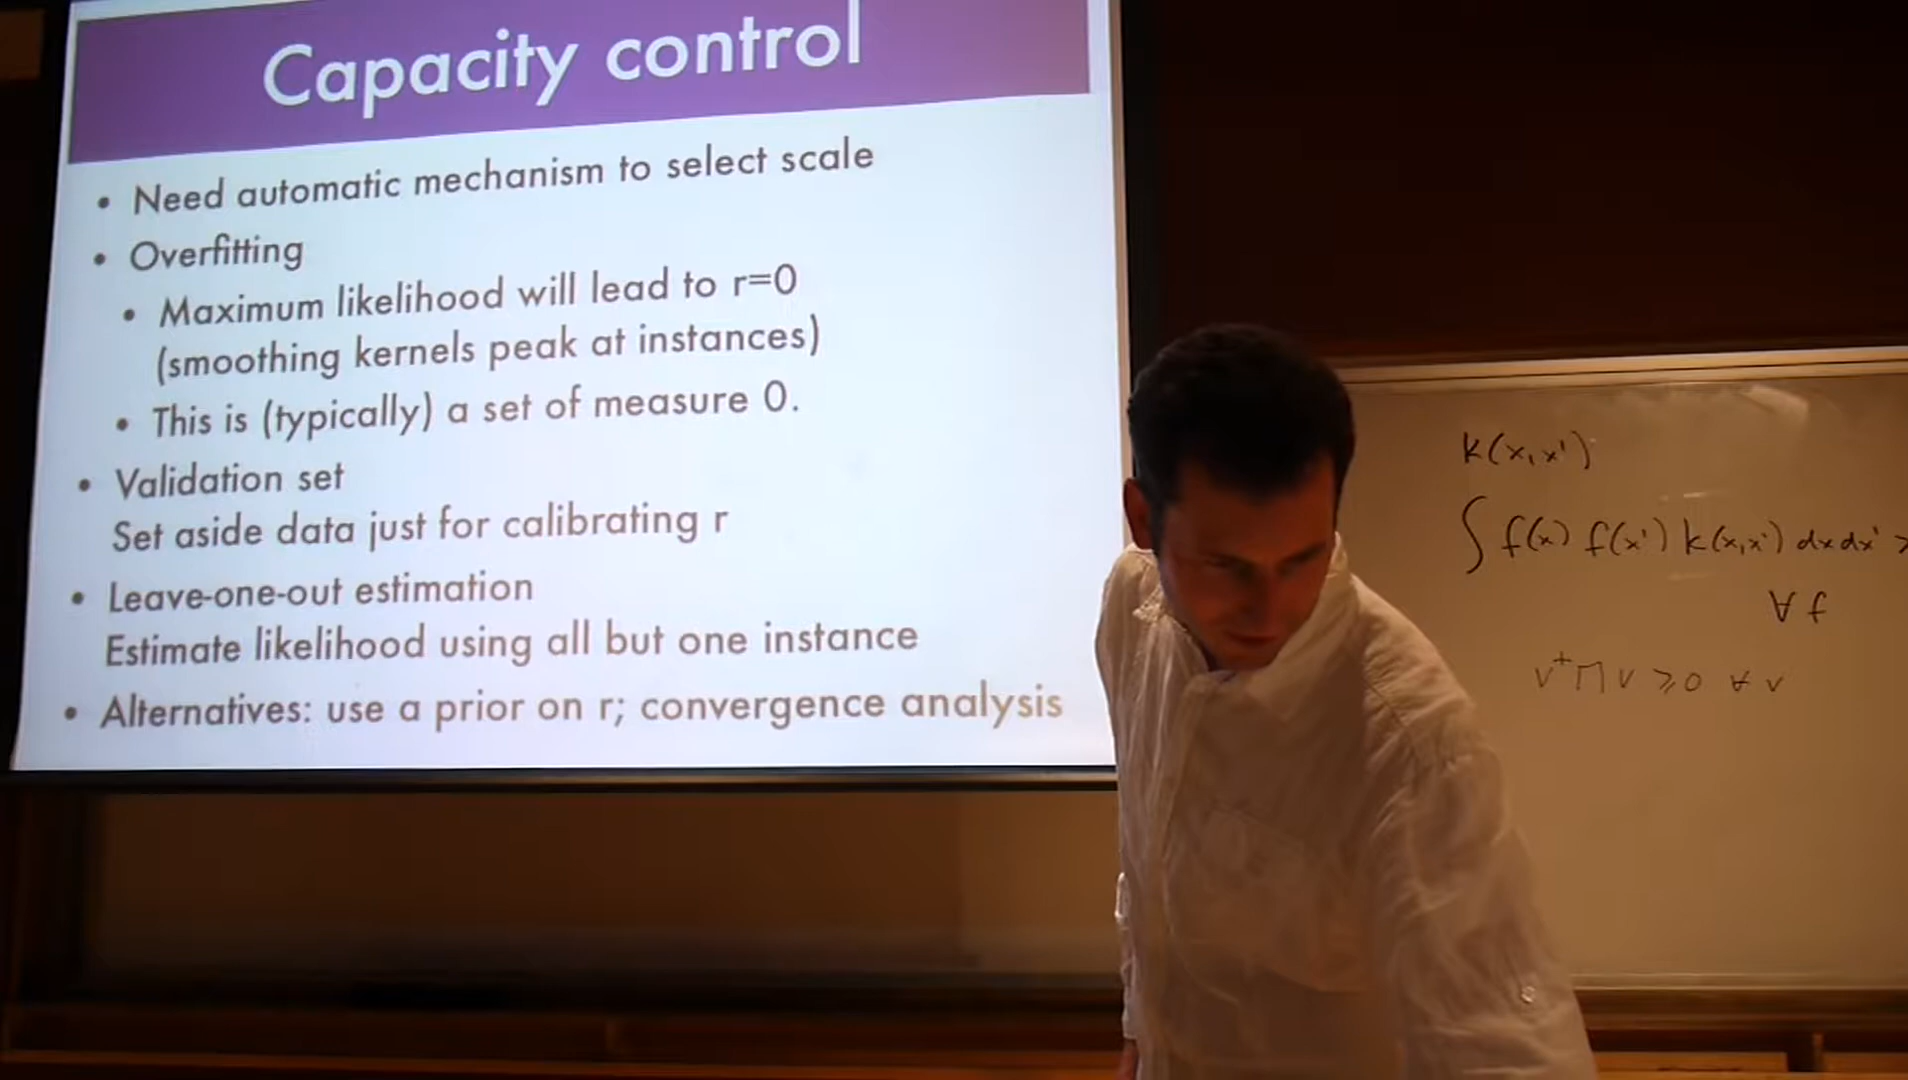 Capacity control
• Need automatic mechanism to select scale
• Overfitting
• Maximum likelihood will lead to r=0
(smoothing kernels peak at instances)
• This is (typically) a set of measure 0.
• Validation set
Set aside data just for calibrating r
• Leave-one-out estimation
Estimate likelihood using all but one instance
• Alternatives: use a prior on r; convergence analysis
k(x,x')
∫ f(x) f(x') k(x,x') dx dx' >
∀ f
v⁺ M v ⩾ 0 ∀ v